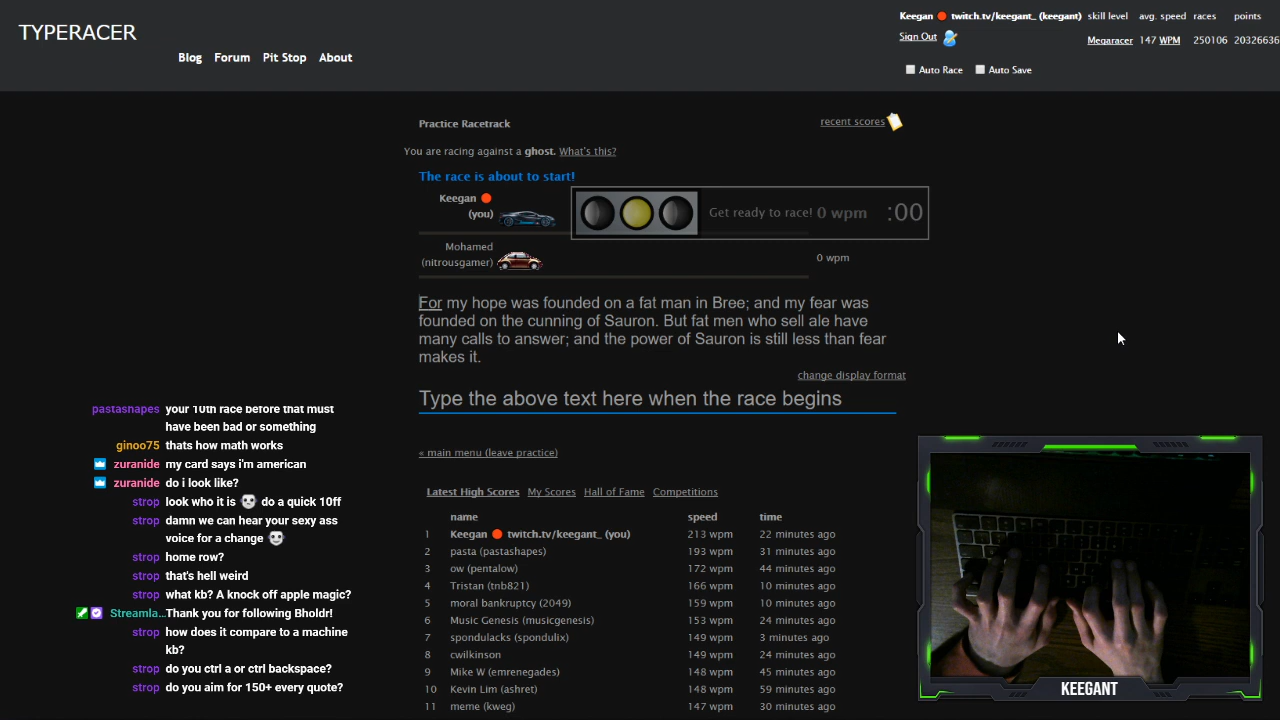 TYPERACER
Blog Forum Pit Stop About
Keegan twitch.tv/keegant_ (keegant) skill level avg. speed races points
Sign Out Megaracer 147 WPM 250106 20326636
Auto Race Auto Save
Practice Racetrack
recent scores
You are racing against a ghost. What's this?
The race is about to start!
Keegan
(you)
Get ready to race! 0 wpm :00
Mohamed
(nitrousgamer)
0 wpm
For my hope was founded on a fat man in Bree; and my fear was
founded on the cunning of Sauron. But fat men who sell ale have
many calls to answer; and the power of Sauron is still less than fear
makes it.
change display format
Type the above text here when the race begins
« main menu (leave practice)
Latest High Scores My Scores Hall of Fame Competitions
name speed time
1 Keegan twitch.tv/keegant_ (you) 213 wpm 22 minutes ago
2 pasta (pastashapes) 193 wpm 31 minutes ago
3 ow (pentalow) 172 wpm 44 minutes ago
4 Tristan (tnb821) 166 wpm 10 minutes ago
5 moral bankruptcy (2049) 159 wpm 10 minutes ago
6 Music Genesis (musicgenesis) 153 wpm 24 minutes ago
7 spondulacks (spondulix) 149 wpm 3 minutes ago
8 cwilkinson 149 wpm 24 minutes ago
9 Mike W (emrenegades) 148 wpm 45 minutes ago
10 Kevin Lim (ashret) 148 wpm 59 minutes ago
11 meme (kweg) 147 wpm 30 minutes ago
pastasnapes your 10th race before that must
have been bad or something
ginoo75 thats how math works
zuranide my card says i'm american
zuranide do i look like?
strop look who it is do a quick 10ff
strop damn we can hear your sexy ass
voice for a change
strop home row?
strop that's hell weird
strop what kb? A knock off apple magic?
Streamla... Thank you for following Bholdr!
strop how does it compare to a machine
kb?
strop do you ctrl a or ctrl backspace?
strop do you aim for 150+ every quote?
KEEGANT